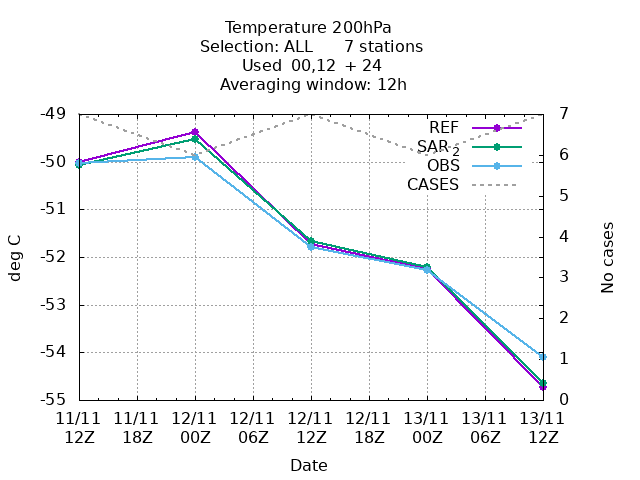 Temperature 200hPa
Selection: ALL 7 stations
Used 00,12 + 24
Averaging window: 12h
-49
-50
-51
-52
-53
-54
-55
7
6
5
4
3
2
1
0
REF
SAR_2
OBS
CASES
deg C
No cases
11/11 11/11 12/11 12/11 12/11 12/11 13/11 13/11 13/11
12Z 18Z 00Z 06Z 12Z 18Z 00Z 06Z 12Z
Date